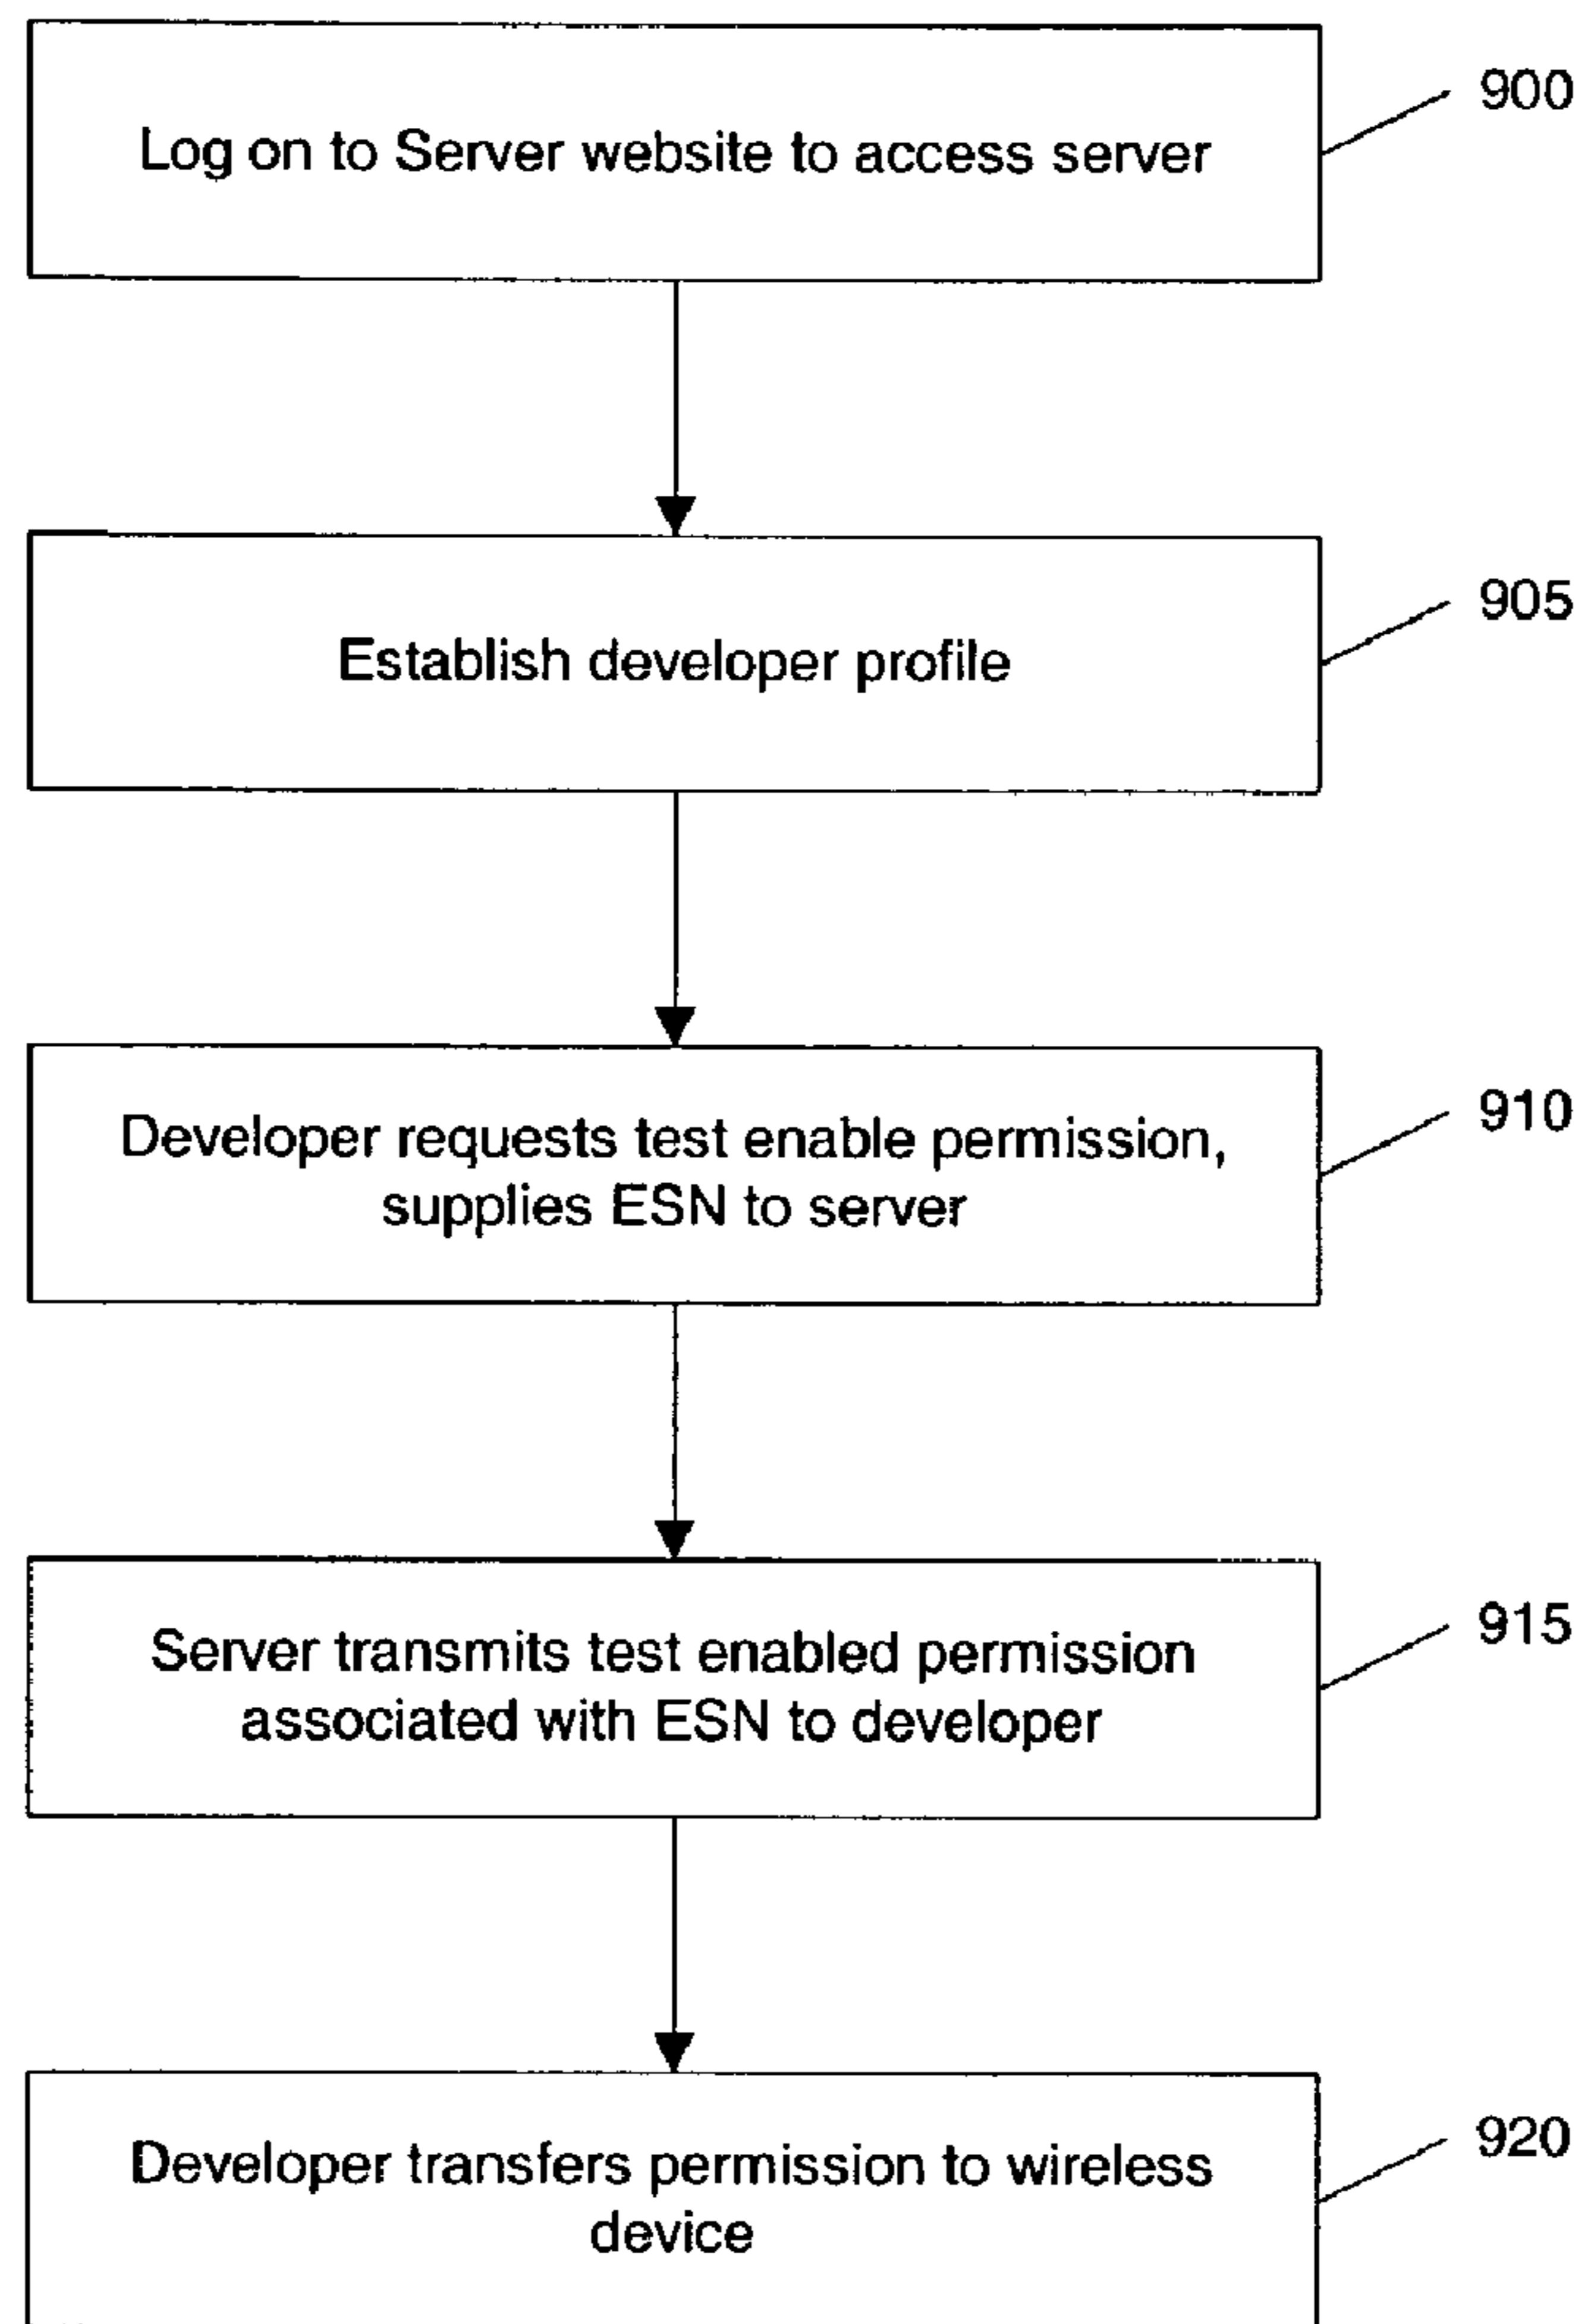 Log on to Server website to access server
900
Establish developer profile
905
Developer requests test enable permission,
supplies ESN to server
910
Server transmits test enabled permission
associated with ESN to developer
915
Developer transfers permission to wireless
device
920